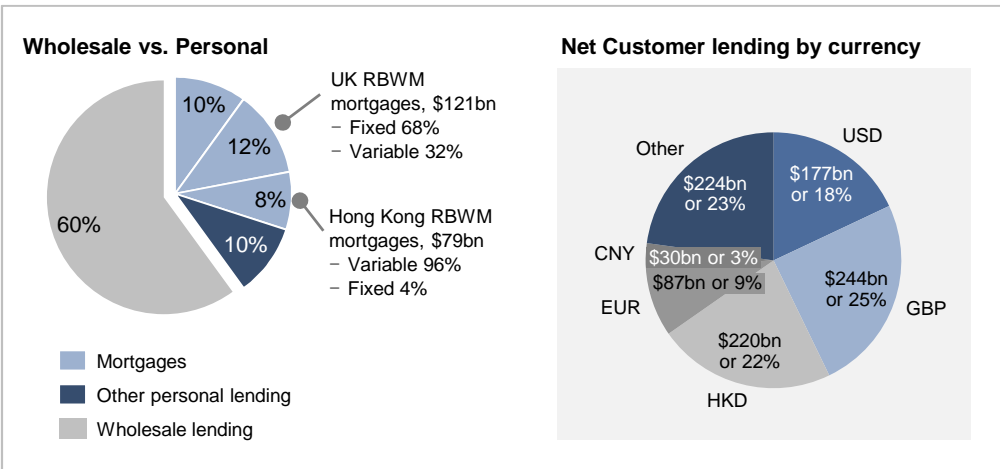 Wholesale vs. Personal
10%
12%
8%
10%
60%
UK RBWM
mortgages, $121bn
− Fixed 68%
− Variable 32%
Hong Kong RBWM
mortgages, $79bn
− Variable 96%
− Fixed 4%
Mortgages
Other personal lending
Wholesale lending
Net Customer lending by currency
USD
$177bn
or 18%
GBP
$244bn
or 25%
HKD
$220bn
or 22%
EUR
$87bn or 9%
CNY
$30bn or 3%
Other
$224bn
or 23%